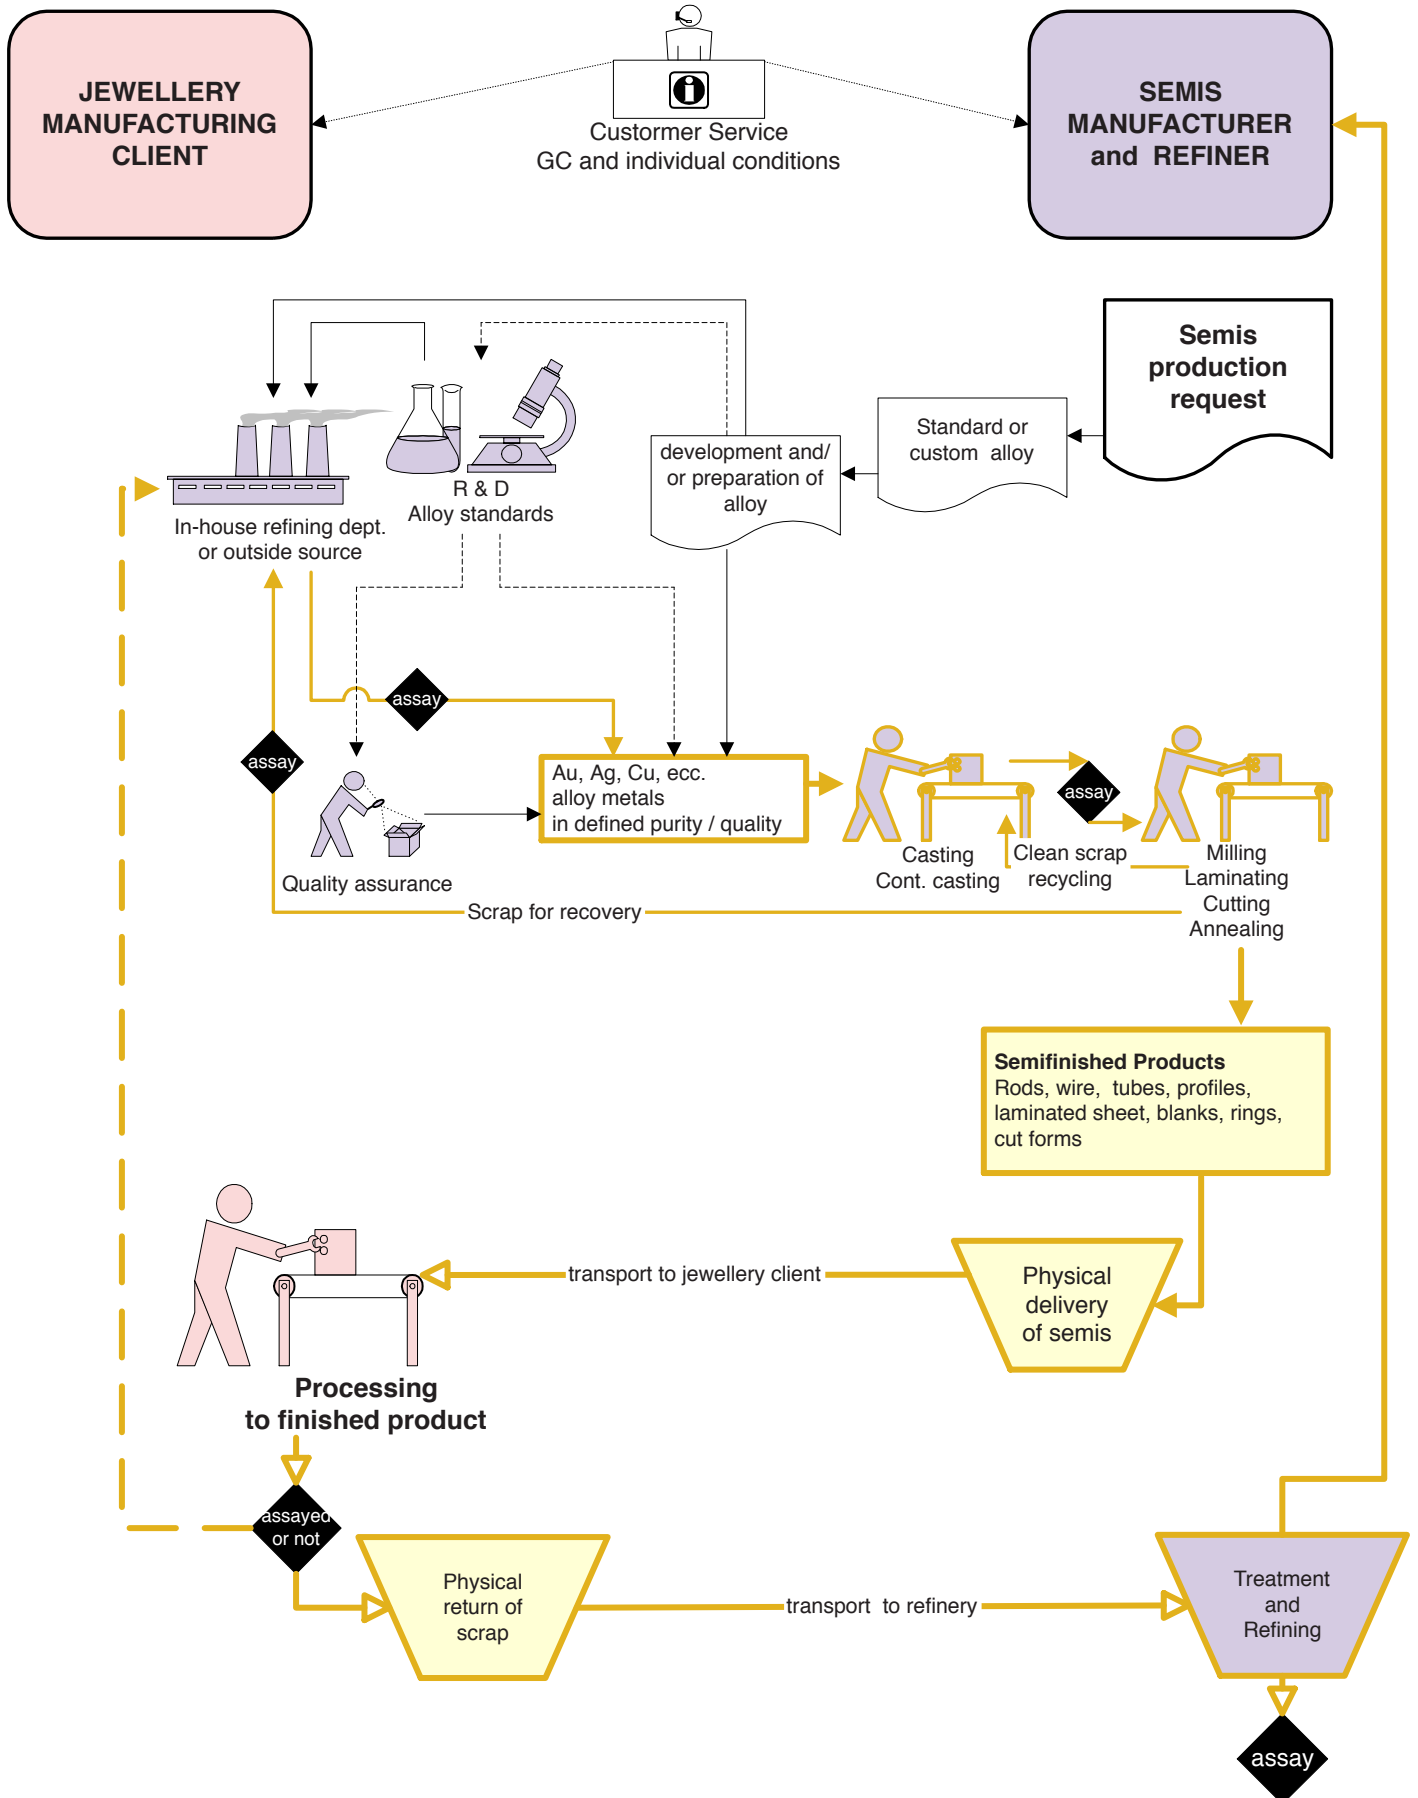 JEWELLERY
MANUFACTURING
CLIENT
Custormer Service
GC and individual conditions
SEMIS
MANUFACTURER
and REFINER
Semis
production
request
Standard or
custom alloy
development and/
or preparation of
alloy
R & D
Alloy standards
In-house refining dept.
or outside source
assay
assay
Au, Ag, Cu, ecc.
alloy metals
in defined purity / quality
assay
Quality assurance
Casting
Cont. casting
Clean scrap
recycling
Milling
Laminating
Cutting
Annealing
Scrap for recovery
Semifinished Products
Rods, wire, tubes, profiles,
laminated sheet, blanks, rings,
cut forms
transport to jewellery client
Physical
delivery
of semis
Processing
to finished product
assayed
or not
Physical
return of
scrap
transport to refinery
Treatment
and
Refining
assay